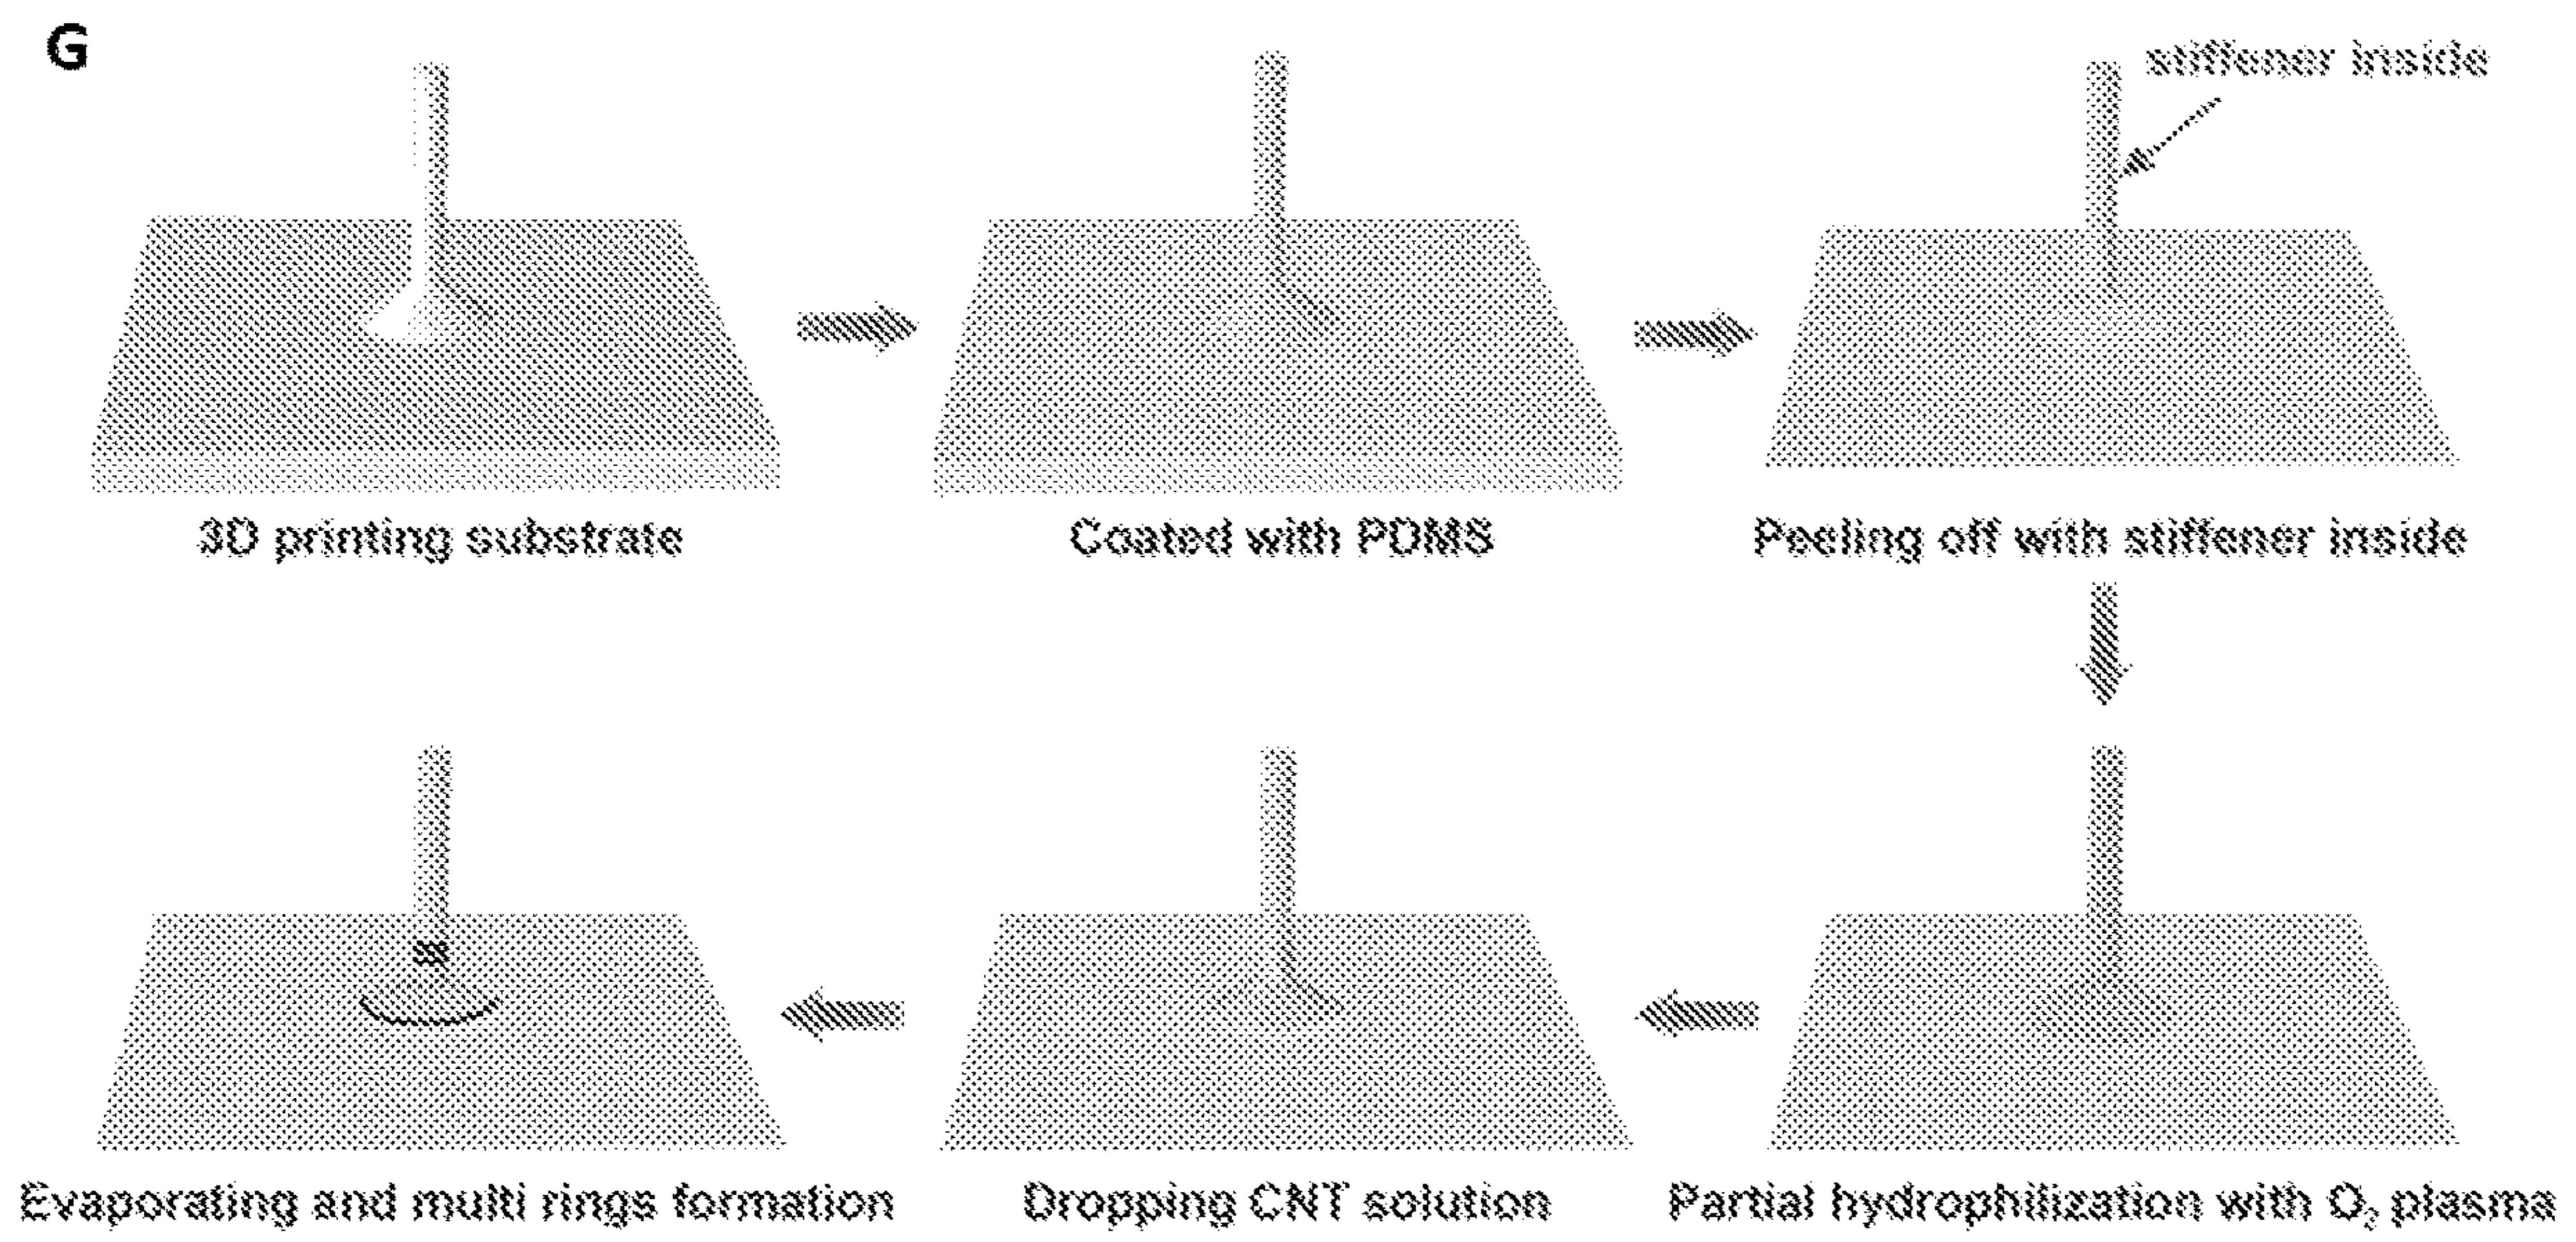 G
stiffener inside
3D printing substrate
Coated with PDMS
Peeling off with stiffener inside
Evaporating and multi rings formation
Dropping CNT solution
Partial hydrophilization with O₂ plasma